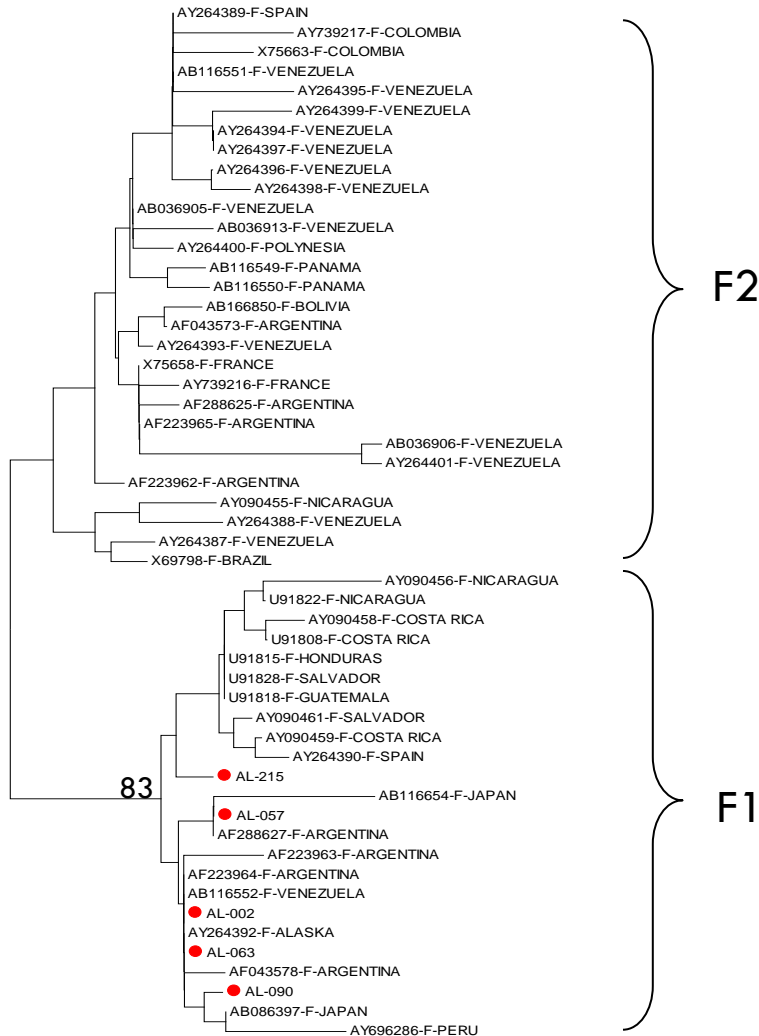 AY264389-F-SPAIN
AY739217-F-COLOMBIA
X75663-F-COLOMBIA
AB116551-F-VENEZUELA
AY264395-F-VENEZUELA
AY264399-F-VENEZUELA
AY264394-F-VENEZUELA
AY264397-F-VENEZUELA
AY264396-F-VENEZUELA
AY264398-F-VENEZUELA
AB036905-F-VENEZUELA
AB036913-F-VENEZUELA
AY264400-F-POLYNESIA
AB116549-F-PANAMA
AB116550-F-PANAMA
AB166850-F-BOLIVIA
AF043573-F-ARGENTINA
AY264393-F-VENEZUELA
X75658-F-FRANCE
AY739216-F-FRANCE
AF288625-F-ARGENTINA
AF223965-F-ARGENTINA
AB036906-F-VENEZUELA
AY264401-F-VENEZUELA
AF223962-F-ARGENTINA
AY090455-F-NICARAGUA
AY264388-F-VENEZUELA
AY264387-F-VENEZUELA
X69798-F-BRAZIL
F2
AY090456-F-NICARAGUA
U91822-F-NICARAGUA
AY090458-F-COSTA RICA
U91808-F-COSTA RICA
U91815-F-HONDURAS
U91828-F-SALVADOR
U91818-F-GUATEMALA
AY090461-F-SALVADOR
AY090459-F-COSTA RICA
AY264390-F-SPAIN
AL-215
83
AB116654-F-JAPAN
AL-057
AF288627-F-ARGENTINA
AF223963-F-ARGENTINA
AF223964-F-ARGENTINA
AB116552-F-VENEZUELA
AL-002
AY264392-F-ALASKA
AL-063
AF043578-F-ARGENTINA
AL-090
AB086397-F-JAPAN
AY696286-F-PERU
F1